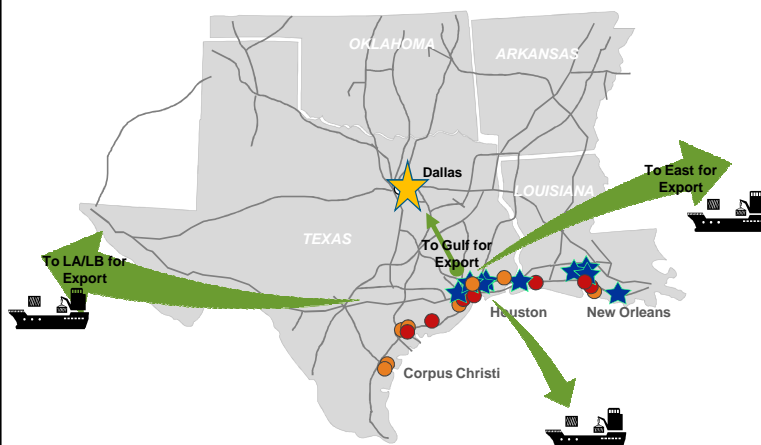 OKLAHOMA
ARKANSAS
Dallas
To East for
Export
LOUISIANA
TEXAS
To Gulf for
Export
To LA/LB for
Export
Houston
New Orleans
Corpus Christi